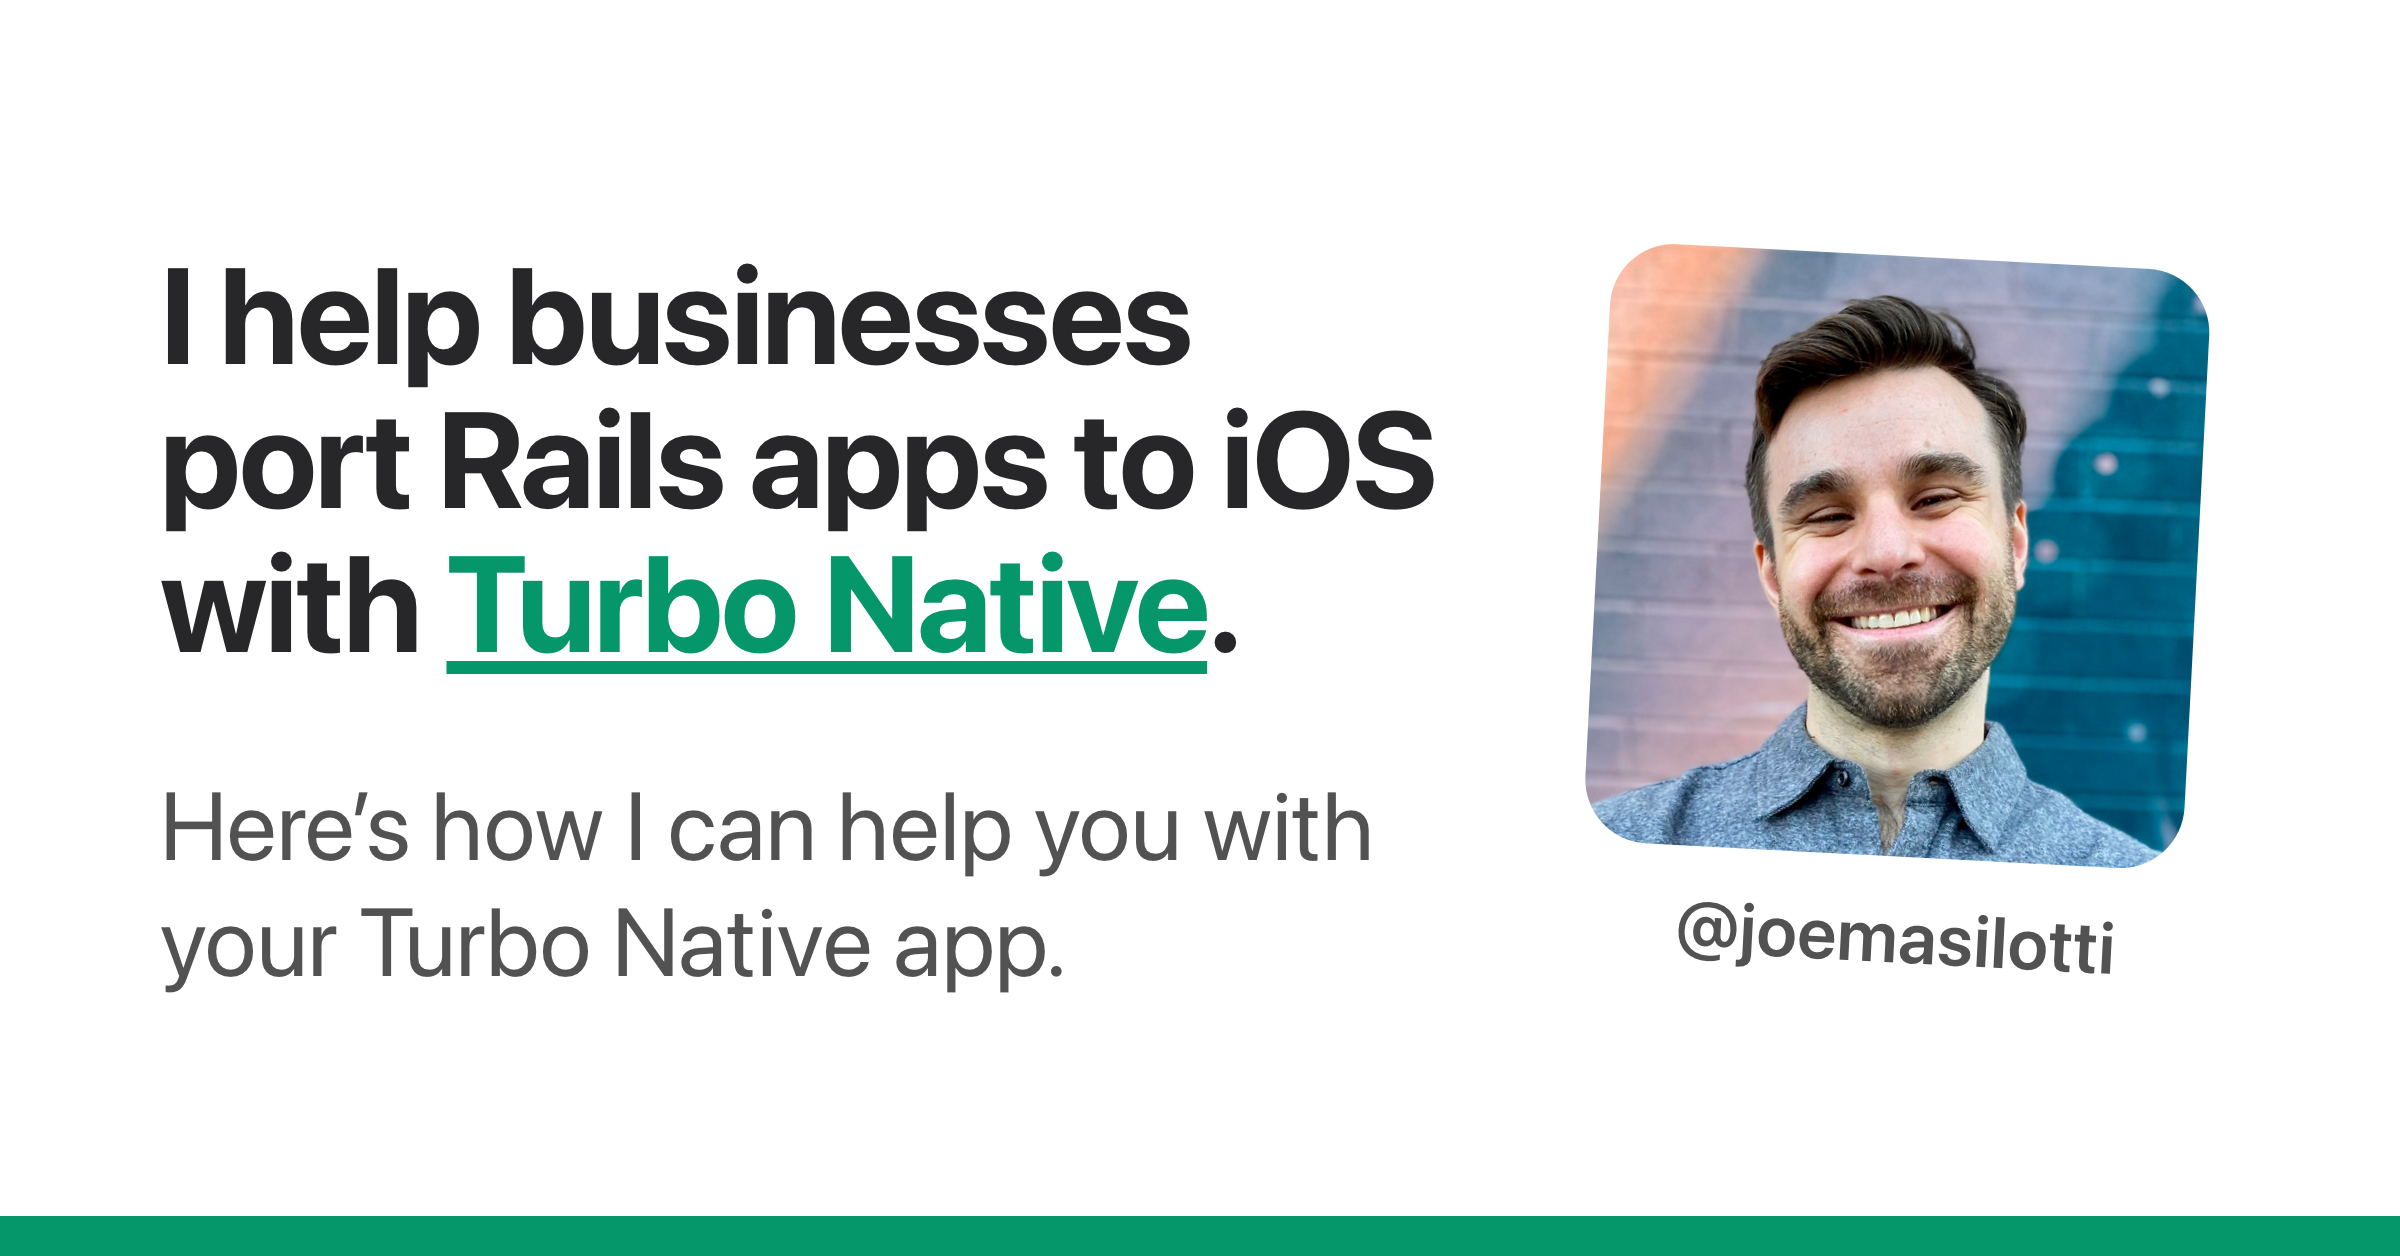 I help businesses
port Rails apps to iOS
with Turbo Native.
Here’s how I can help you with
your Turbo Native app.
@joemasilotti